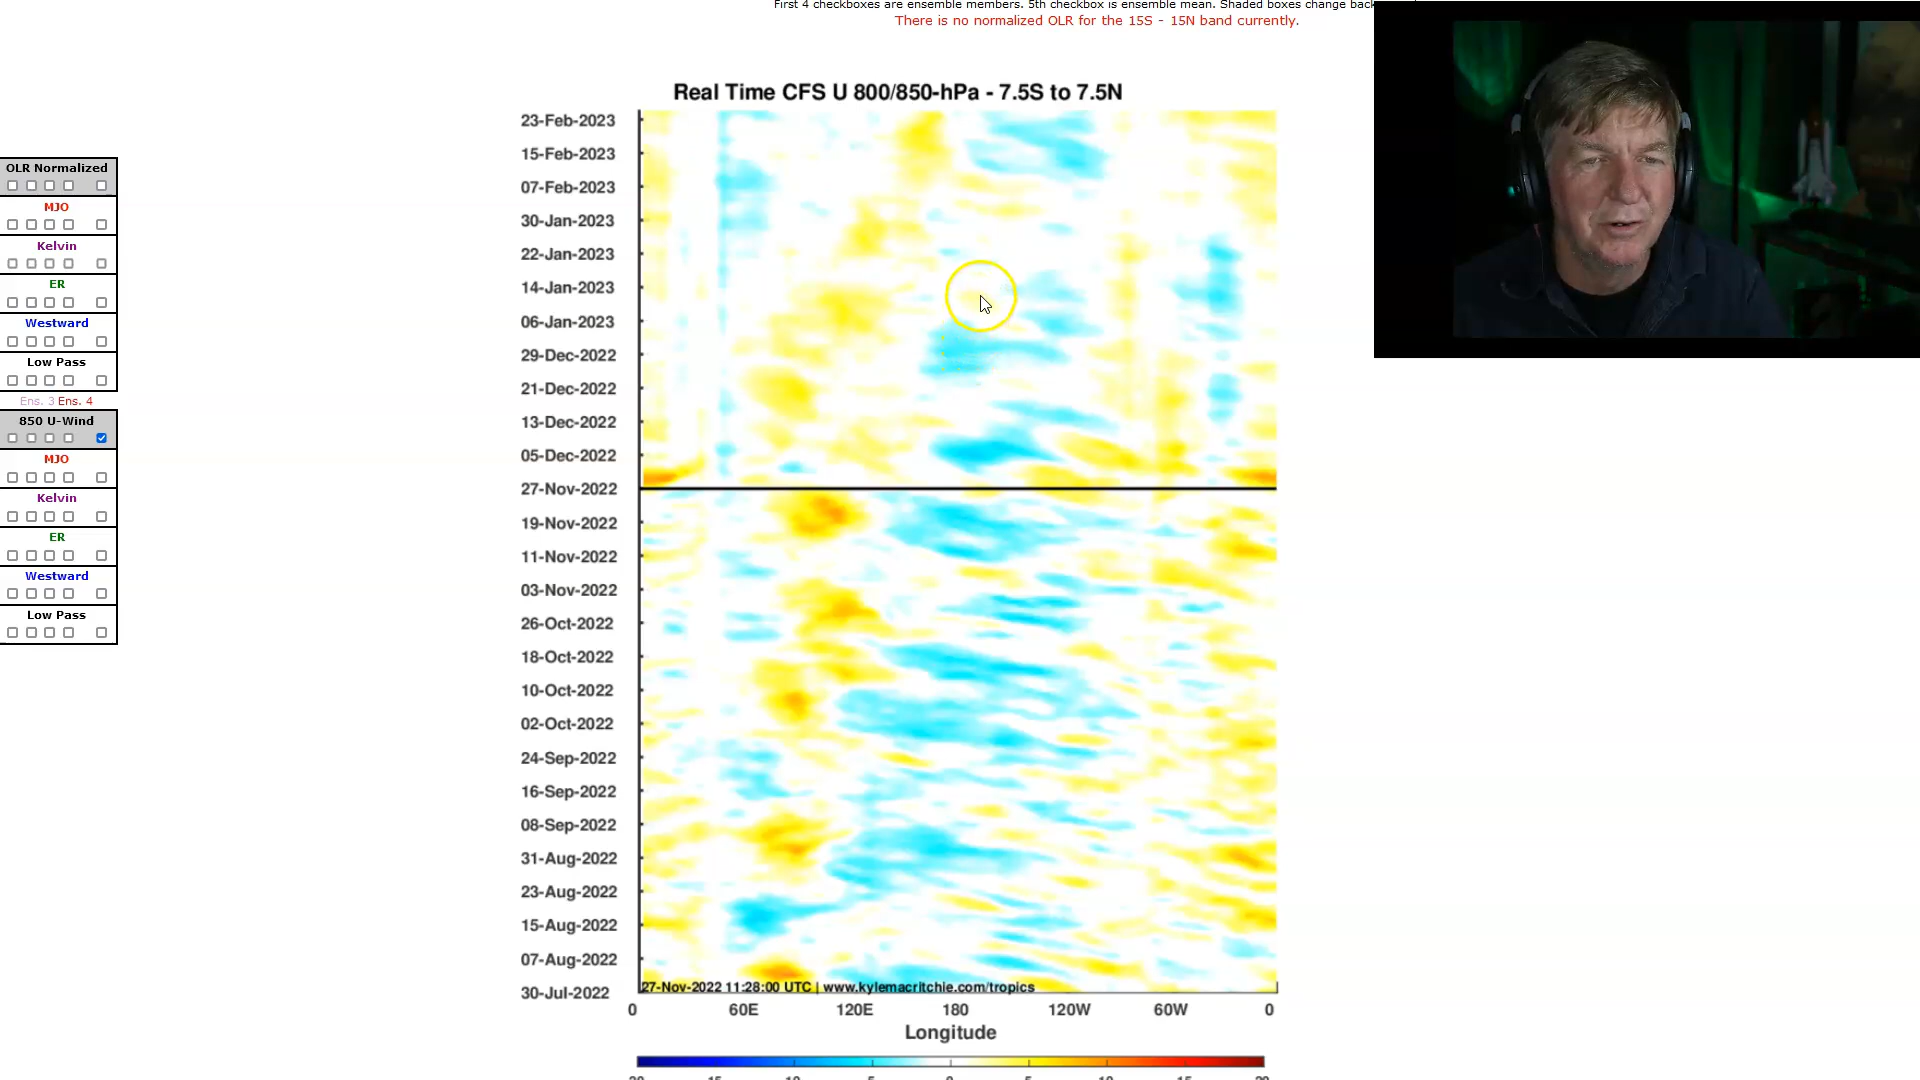 First 4 checkboxes are ensemble members. 5th checkbox is ensemble mean. Shaded boxes change back
There is no normalized OLR for the 15S - 15N band currently.
OLR Normalized
MJO
Kelvin
ER
Westward
Low Pass
Ens. 3 Ens. 4
850 U-Wind
MJO
Kelvin
ER
Westward
Low Pass
Real Time CFS U 800/850-hPa - 7.5S to 7.5N
23-Feb-2023
15-Feb-2023
07-Feb-2023
30-Jan-2023
22-Jan-2023
14-Jan-2023
06-Jan-2023
29-Dec-2022
21-Dec-2022
13-Dec-2022
05-Dec-2022
27-Nov-2022
19-Nov-2022
11-Nov-2022
03-Nov-2022
26-Oct-2022
18-Oct-2022
10-Oct-2022
02-Oct-2022
24-Sep-2022
16-Sep-2022
08-Sep-2022
31-Aug-2022
23-Aug-2022
15-Aug-2022
07-Aug-2022
30-Jul-2022
27-Nov-2022 11:28:00 UTC | www.kylemacritchie.com/tropics
0 60E 120E 180 120W 60W 0
Longitude